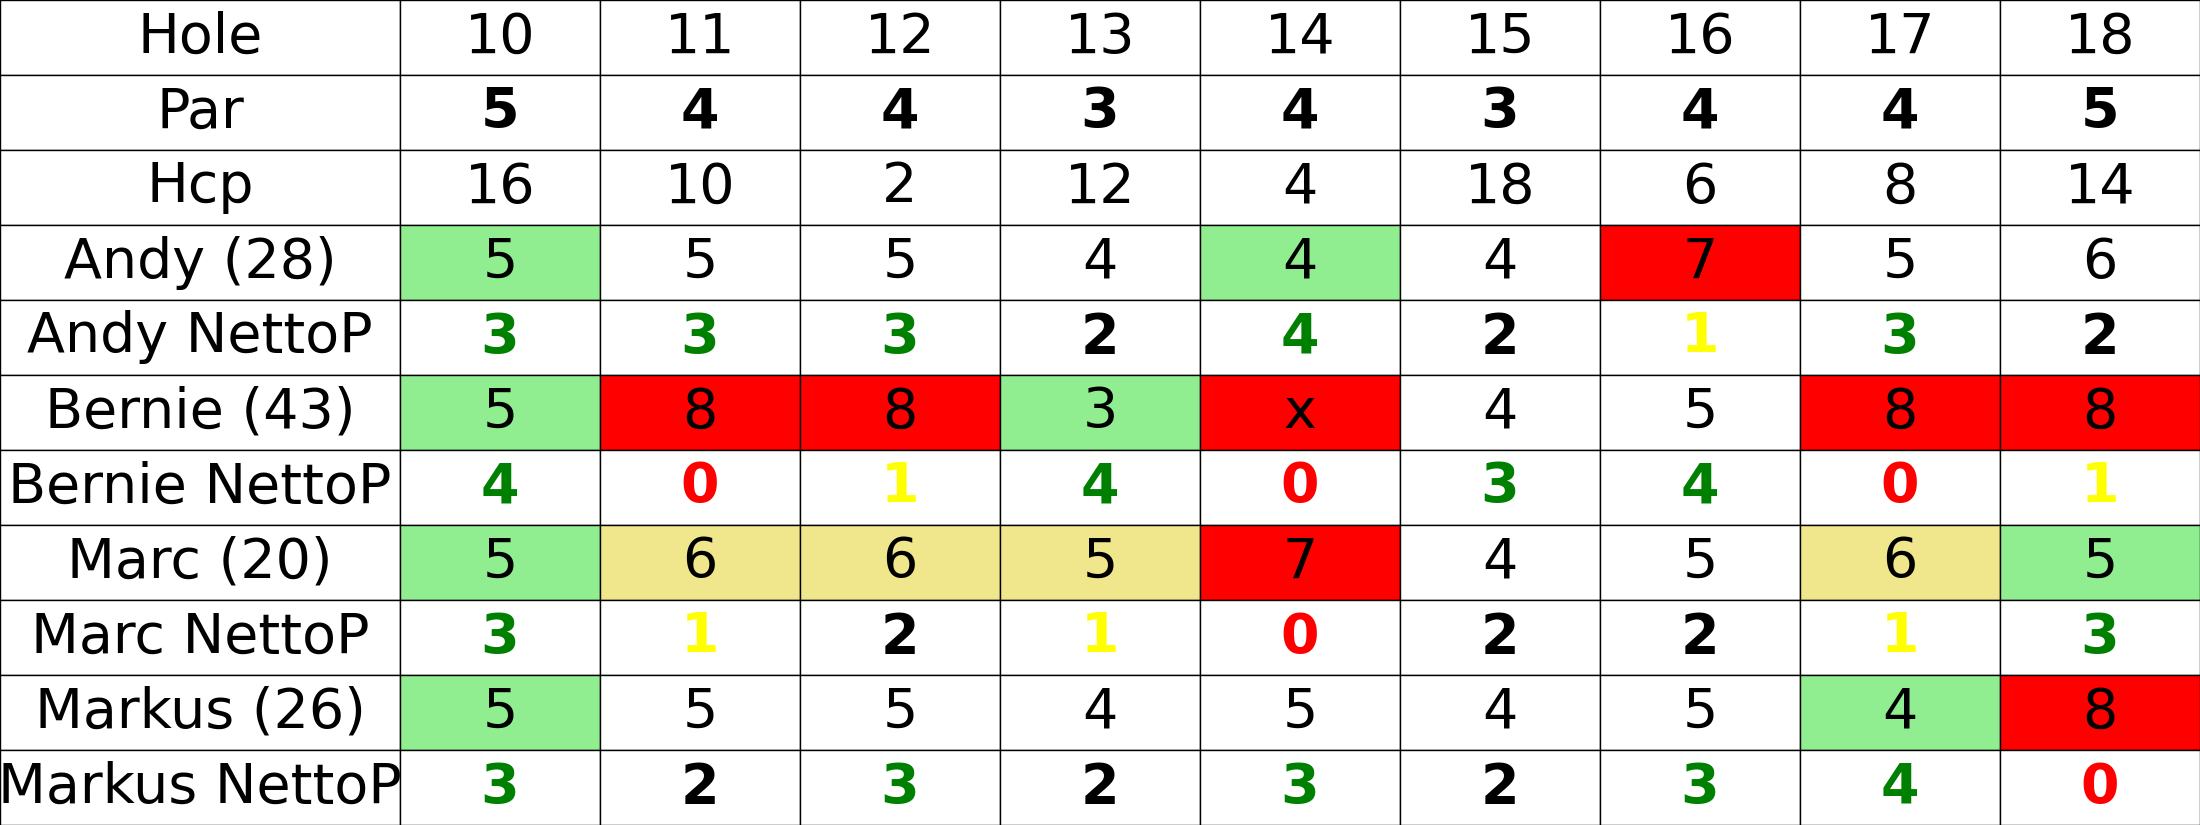 Hole 10 11 12 13 14 15 16 17 18
Par 5 4 4 3 4 3 4 4 5
Hcp 16 10 2 12 4 18 6 8 14
Andy (28) 5 5 5 4 4 4 7 5 6
Andy NettoP 3 3 3 2 4 2 1 3 2
Bernie (43) 5 8 8 3 x 4 5 8 8
Bernie NettoP 4 0 1 4 0 3 4 0 1
Marc (20) 5 6 6 5 7 4 5 6 5
Marc NettoP 3 1 2 1 0 2 2 1 3
Markus (26) 5 5 5 4 5 4 5 4 8
Markus NettoP 3 2 3 2 3 2 3 4 0